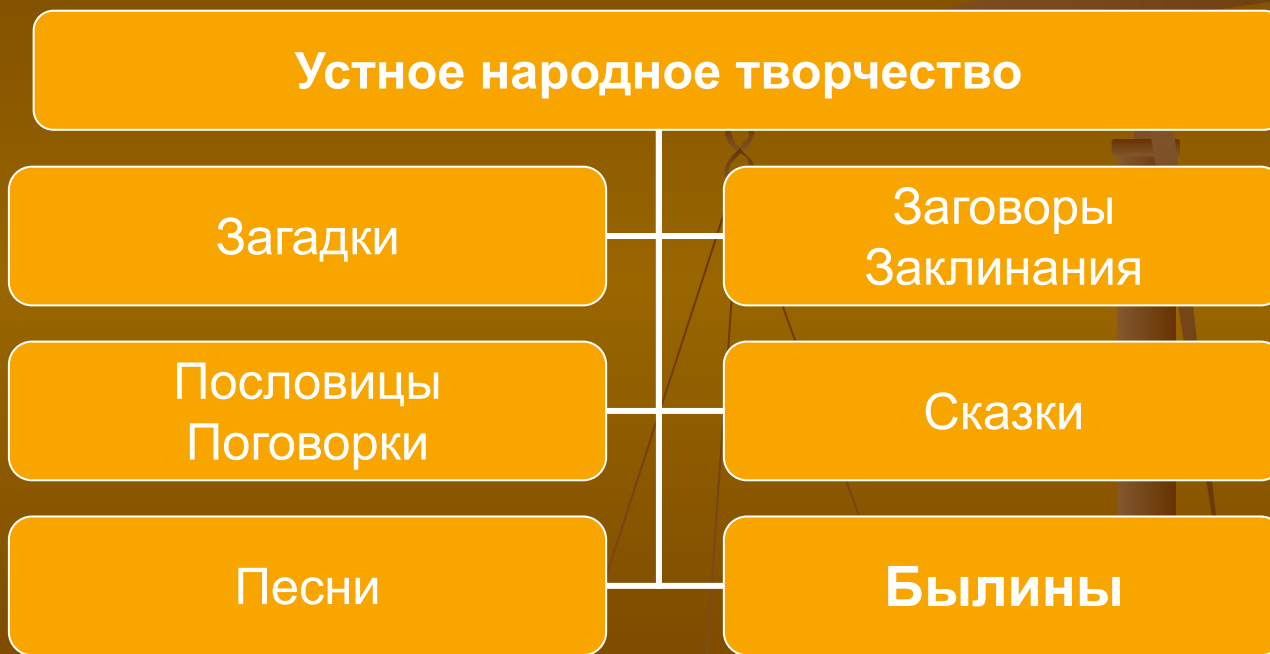 Устное народное творчество
Загадки
Заговоры
Заклинания
Пословицы
Поговорки
Сказки
Песни
Былины